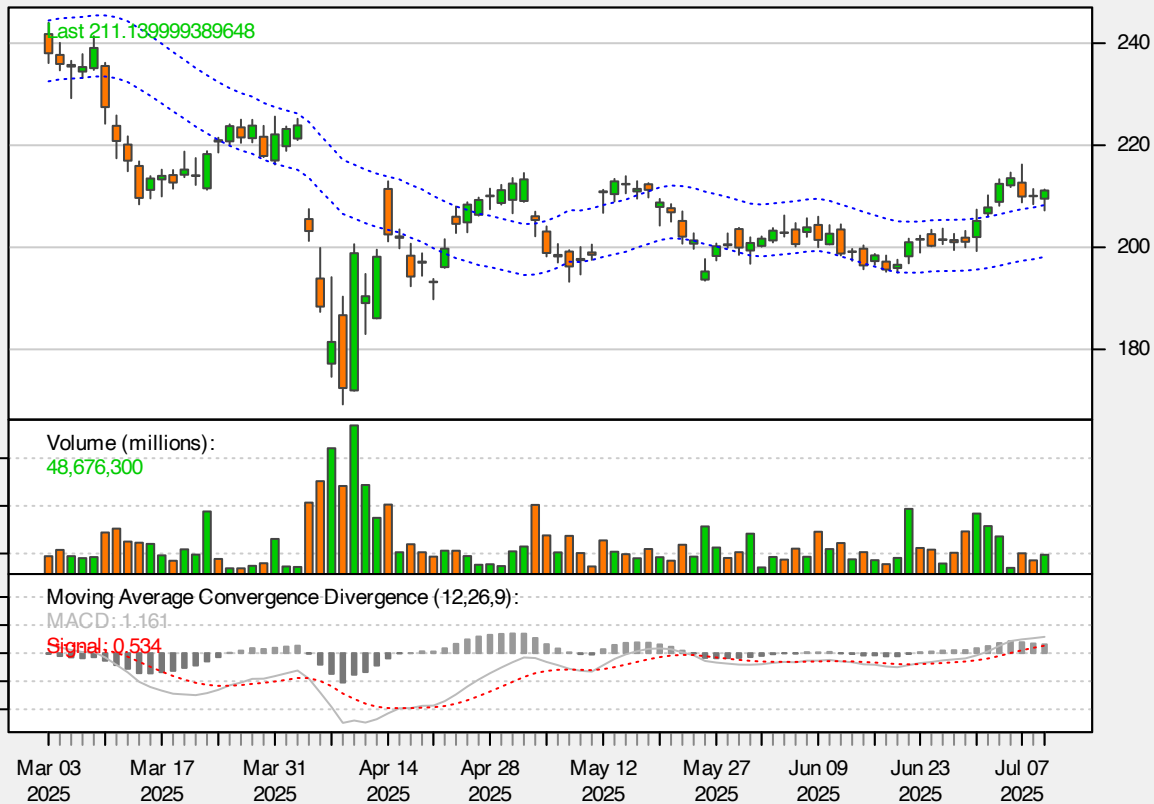 Last 211.139999389648
240
220
200
180
Volume (millions):
48,676,300
Moving Average Convergence Divergence (12,26,9):
MACD: 1.161
Signal: 0.534
Mar 03 Mar 17 Mar 31 Apr 14 Apr 28 May 12 May 27 Jun 09 Jun 23 Jul 07
2025 2025 2025 2025 2025 2025 2025 2025 2025 2025